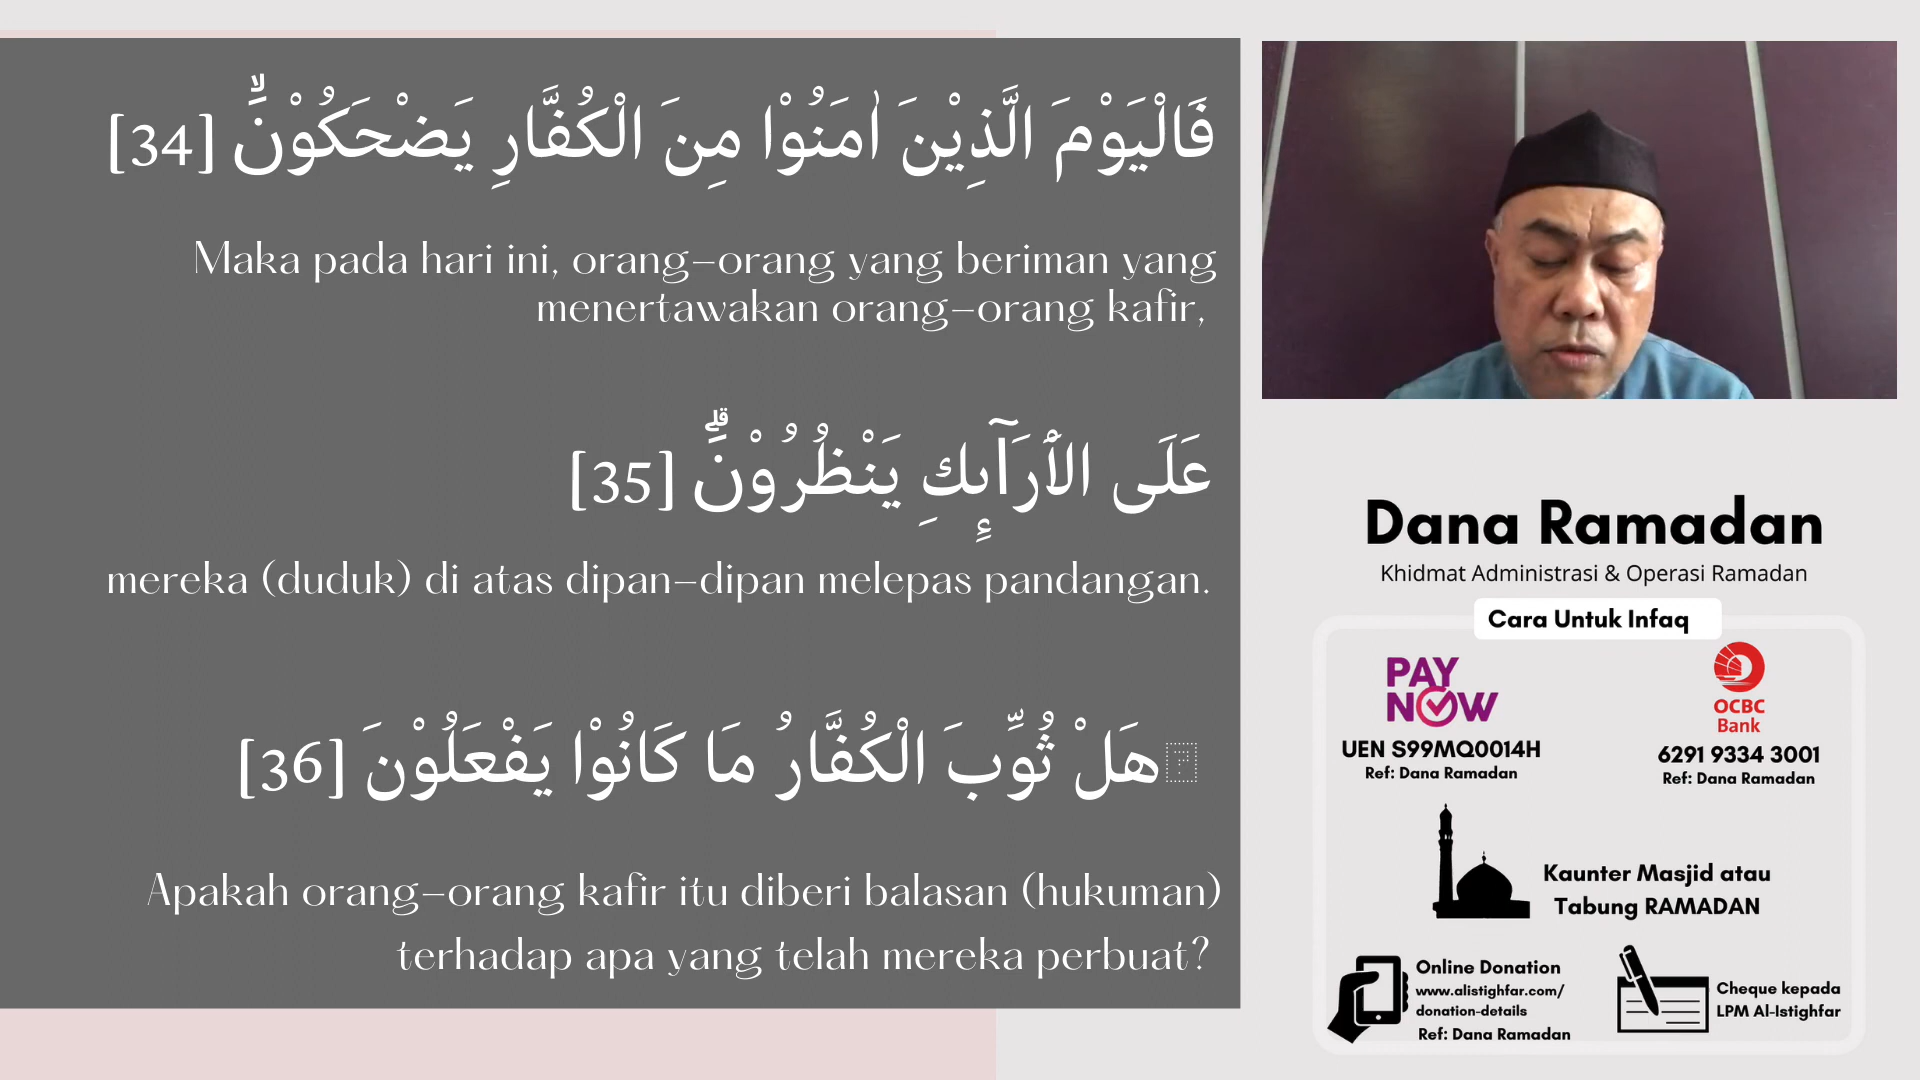 فَالْيَوْمَ الَّذِيْنَ اٰمَنُوْا مِنَ الْكُفَّارِ يَضْحَكُوْنَۙ [34]
Maka pada hari ini, orang-orang yang beriman yang
menertawakan orang-orang kafir,
عَلَى الْاَرَاۤىِٕكِ يَنْظُرُوْنَۗ [35]
mereka (duduk) di atas dipan-dipan melepas pandangan.
هَلْ ثُوِّبَ الْكُفَّارُ مَا كَانُوْا يَفْعَلُوْنَ [36]
Apakah orang-orang kafir itu diberi balasan (hukuman)
terhadap apa yang telah mereka perbuat?
Dana Ramadan
Khidmat Administrasi & Operasi Ramadan
Cara Untuk Infaq
PAY
NOW
UEN S99MQ0014H
Ref: Dana Ramadan
OCBC
Bank
6291 9334 3001
Ref: Dana Ramadan
Kaunter Masjid atau
Tabung RAMADAN
Online Donation
www.alistighfar.com/
donation-details
Ref: Dana Ramadan
Cheque kepada
LPM Al-Istighfar